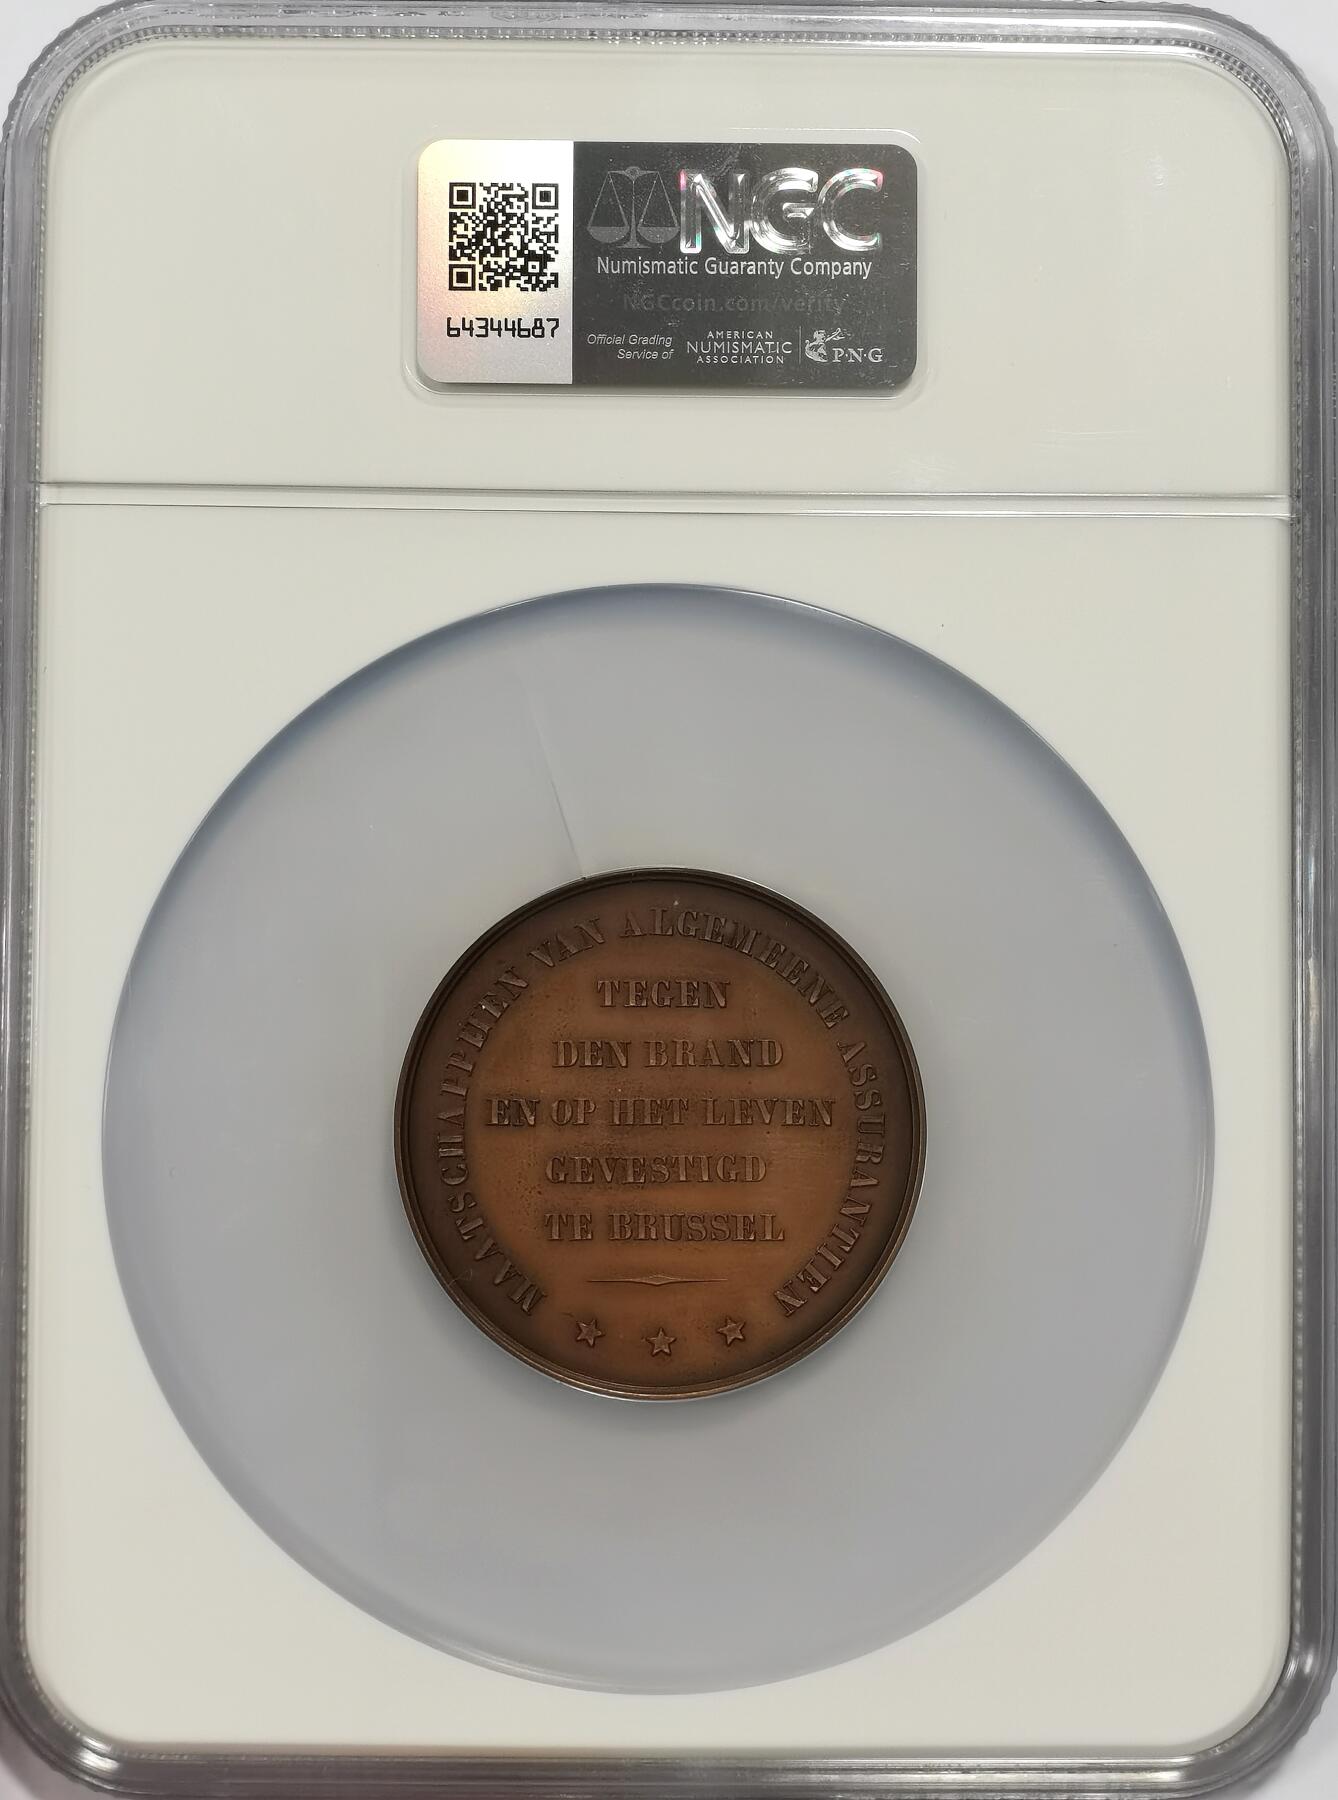 NGC
Numismatic Guaranty Company
NGCcoin.com/verify
64344687
Official Grading Service of
AMERICAN NUMISMATIC ASSOCIATION
P·N·G
MAATSCHAPPIJEN VAN ALGEMEENE ASSURANTIEN
TEGEN
DEN BRAND
EN OP HET LEVEN
GEVESTIGD
TE BRUSSEL